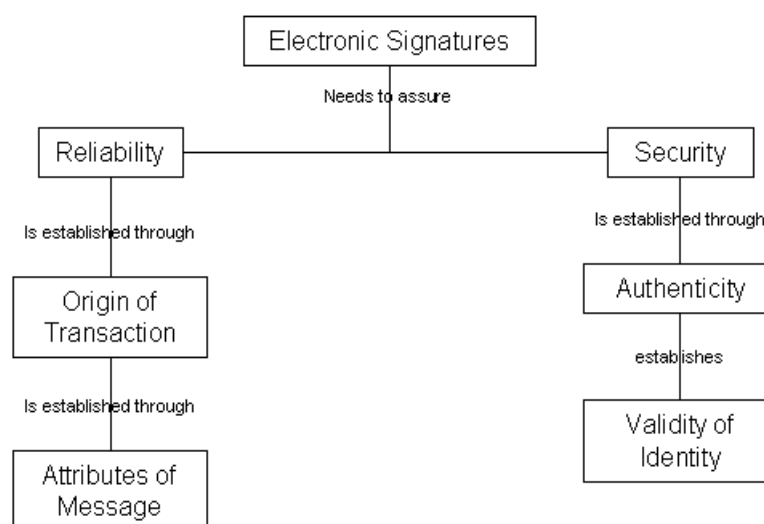 Electronic Signatures
Needs to assure
Reliability
Security
Is established through
Is established through
Origin of
Transaction
Authenticity
estabishes
Is established through
Validity of
Identity
Attributes of
Message